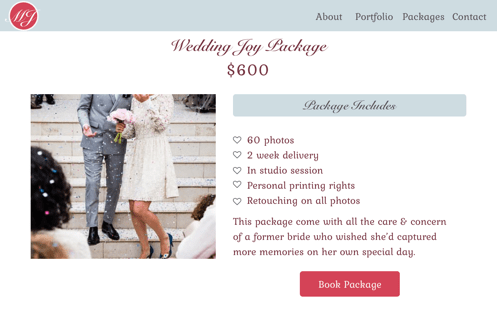 WJ
About Portfolio Packages Contact
Wedding Joy Package
$600
Package Includes
60 photos
2 week delivery
In studio session
Personal printing rights
Retouching on all photos
This package come with all the care & concern
of a former bride who wished she'd captured
more memories on her own special day.
Book Package